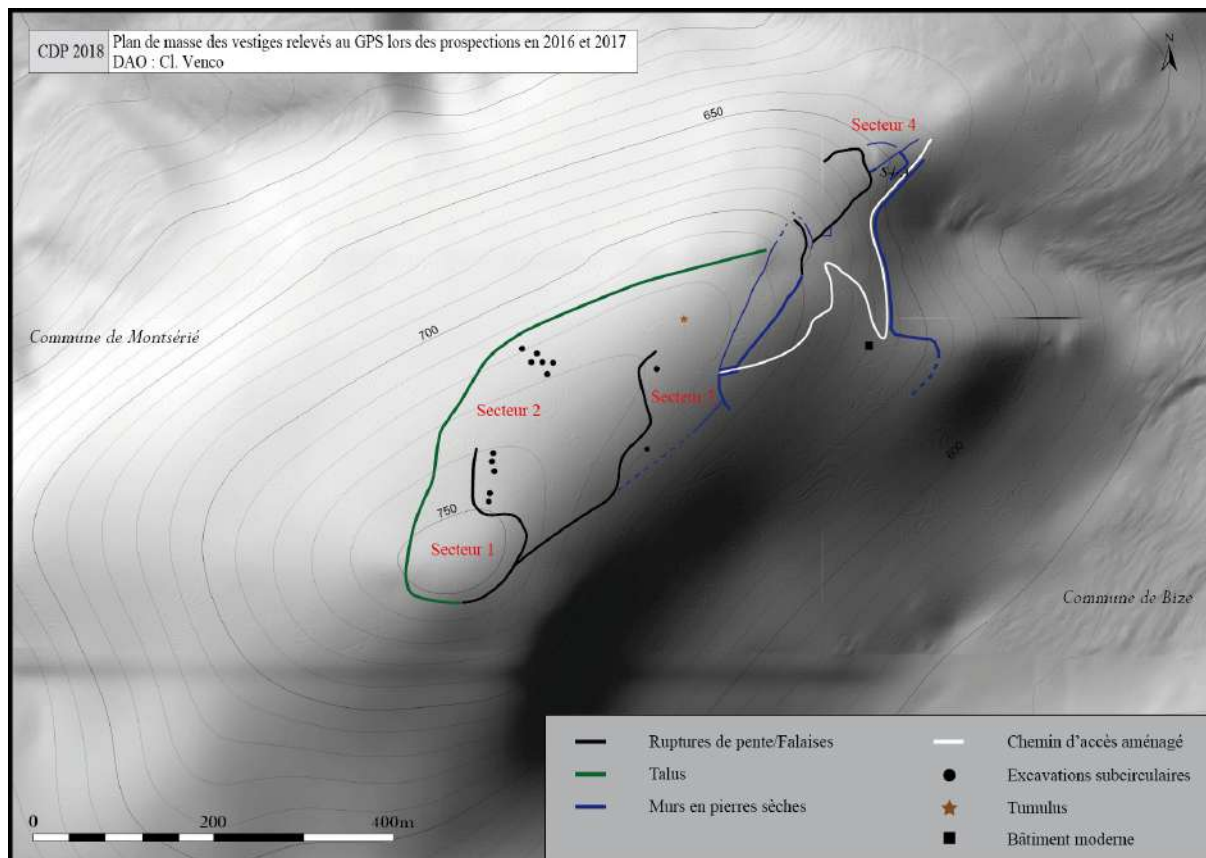 CDP 2018
Plan de masse des vestiges relevés au GPS lors des prospections en 2016 et 2017
DAO : Cl. Venco
N
650
Secteur 4
Commune de Montsérié
700
Secteur 2
Secteur 3
600
750
Secteur 1
Commune de Bize
Ruptures de pente/Falaises
Talus
Murs en pierres sèches
Chemin d'accès aménagé
Excavations subcirculaires
Tumulus
Bâtiment moderne
0 200 400m